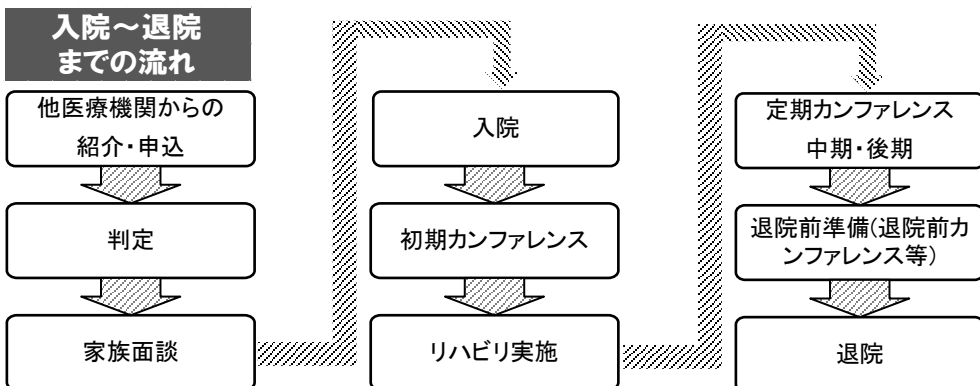 入院～退院
までの流れ
他医療機関からの
紹介・申込
判定
家族面談
入院
初期カンファレンス
リハビリ実施
定期カンファレンス
中期・後期
退院前準備(退院前カ
ンファレンス等)
退院